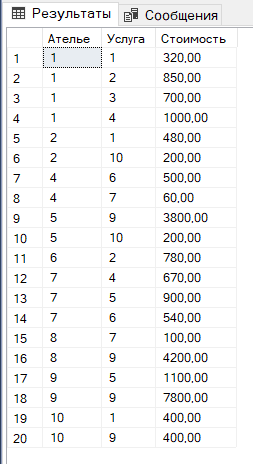 Результаты Сообщения
Ателье Услуга Стоимость
1 1 1 320,00
2 1 2 850,00
3 1 3 700,00
4 1 4 1000,00
5 2 1 480,00
6 2 10 200,00
7 4 6 500,00
8 4 7 60,00
9 5 9 3800,00
10 5 10 200,00
11 6 2 780,00
12 7 4 670,00
13 7 5 900,00
14 7 6 540,00
15 8 7 100,00
16 8 9 4200,00
17 9 5 1100,00
18 9 9 7800,00
19 10 1 400,00
20 10 9 400,00